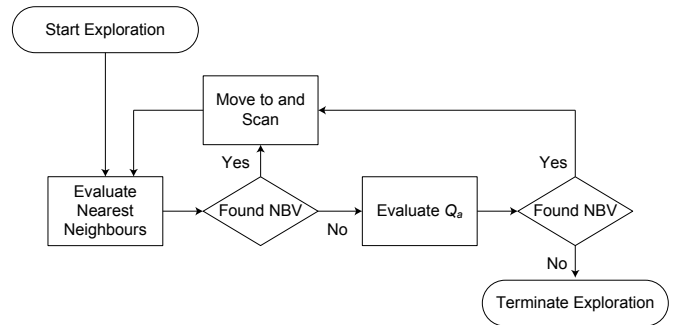 Start Exploration
Move to and
Scan
Yes
Yes
Evaluate
Nearest
Neighbours
Found NBV
No
Evaluate Qa
Found NBV
No
Terminate Exploration